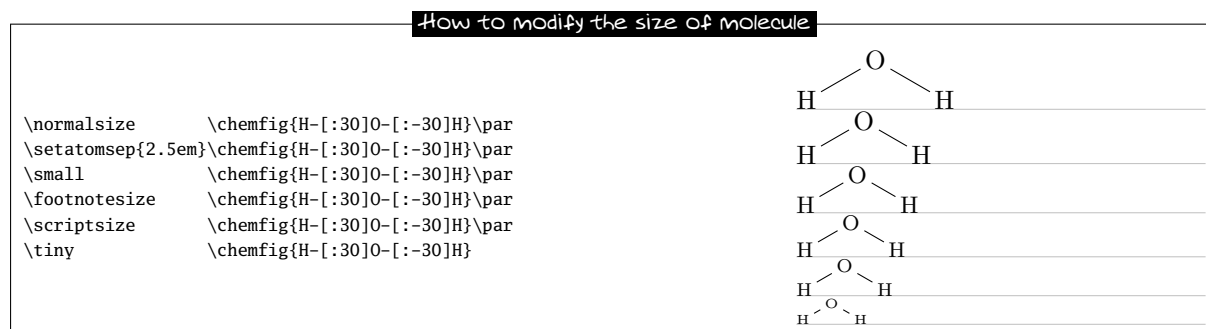 How to modify the size of molecule
\normalsize \chemfig{H-[:30]O-[:-30]H}\par
\setatomsep{2.5em}\chemfig{H-[:30]O-[:-30]H}\par
\small \chemfig{H-[:30]O-[:-30]H}\par
\footnotesize \chemfig{H-[:30]O-[:-30]H}\par
\scriptsize \chemfig{H-[:30]O-[:-30]H}\par
\tiny \chemfig{H-[:30]O-[:-30]H}
O
H H
O
H H
O
H H
O
H H
O
H H
O
H H